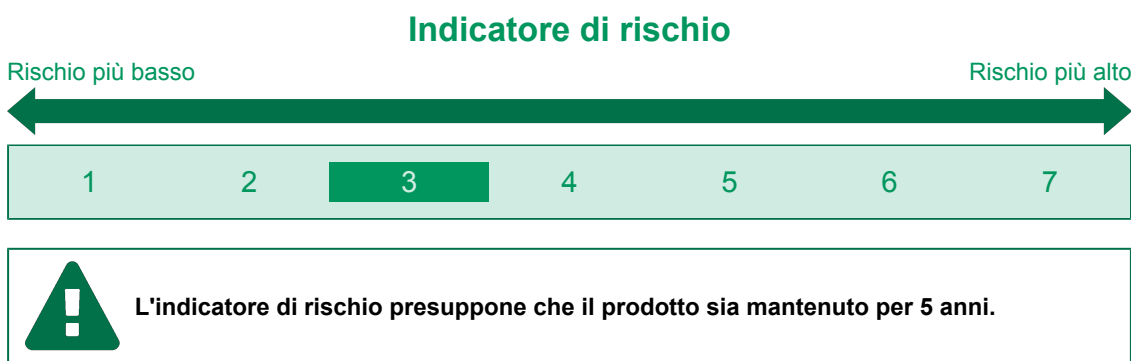 Indicatore di rischio
Rischio più basso Rischio più alto
1 2 3 4 5 6 7
L'indicatore di rischio presuppone che il prodotto sia mantenuto per 5 anni.